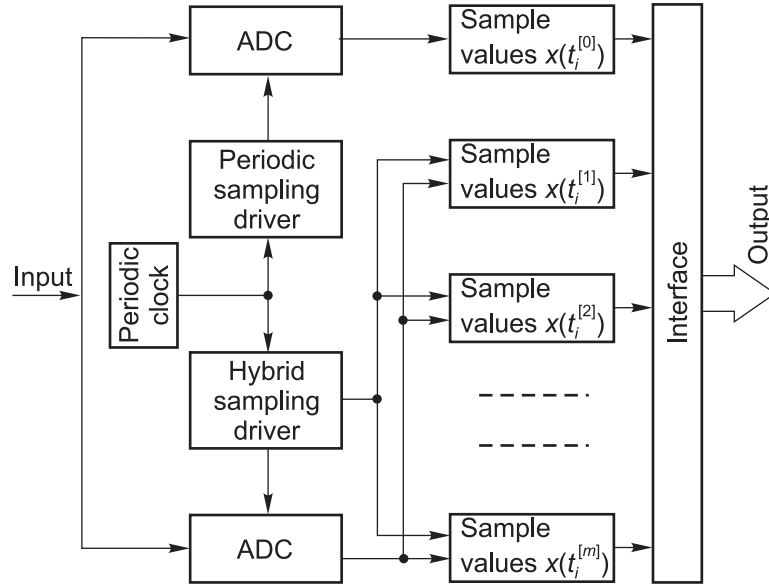 ADC
Sample
values x(t_i^[0])
Periodic
sampling
driver
Sample
values x(t_i^[1])
Input
Periodic
clock
Sample
values x(t_i^[2])
Hybrid
sampling
driver
ADC
Sample
values x(t_i^[m])
Interface
Output